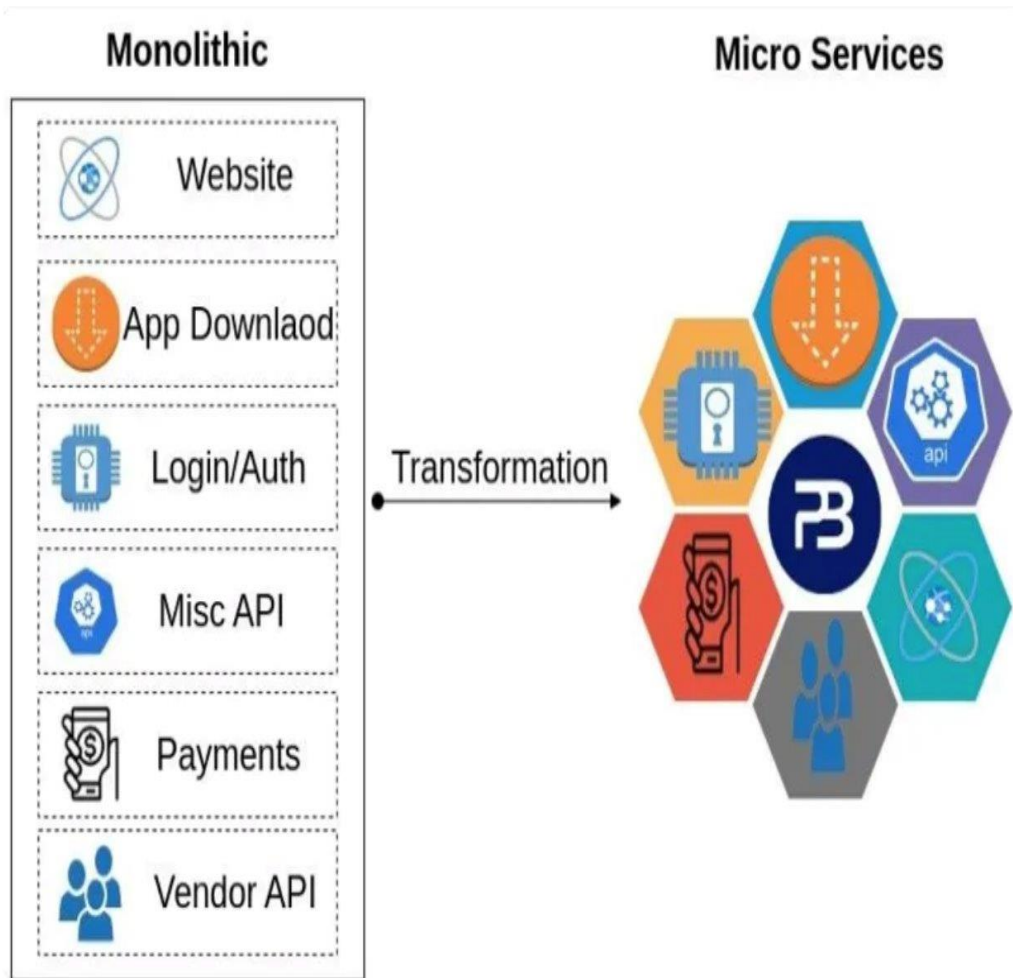 Monolithic
Micro Services
Website
App Downlaod
Login/Auth
Misc API
api
Payments
Vendor API
Transformation
api
PB